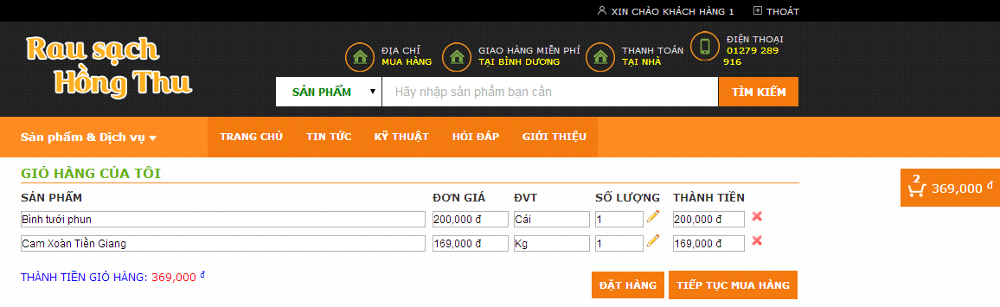 XIN CHÀO KHÁCH HÀNG 1 THOÁT
Rau sạch
Hồng Thu
ĐỊA CHỈ
MUA HÀNG
GIAO HÀNG MIỄN PHÍ
TẠI BÌNH DƯƠNG
THANH TOÁN
TẠI NHÀ
ĐIỆN THOẠI
01279 289
916
SẢN PHẨM Hãy nhập sản phẩm bạn cần TÌM KIẾM
Sản phẩm & Dịch vụ TRANG CHỦ TIN TỨC KỸ THUẬT HỎI ĐÁP GIỚI THIỆU
GIỎ HÀNG CỦA TÔI
2 369,000 đ
SẢN PHẨM ĐƠN GIÁ ĐVT SỐ LƯỢNG THÀNH TIỀN
Bình tưới phun 200,000 đ Cái 1 200,000 đ
Cam Xoàn Tiền Giang 169,000 đ Kg 1 169,000 đ
THÀNH TIỀN GIỎ HÀNG: 369,000 đ
ĐẶT HÀNG TIẾP TỤC MUA HÀNG